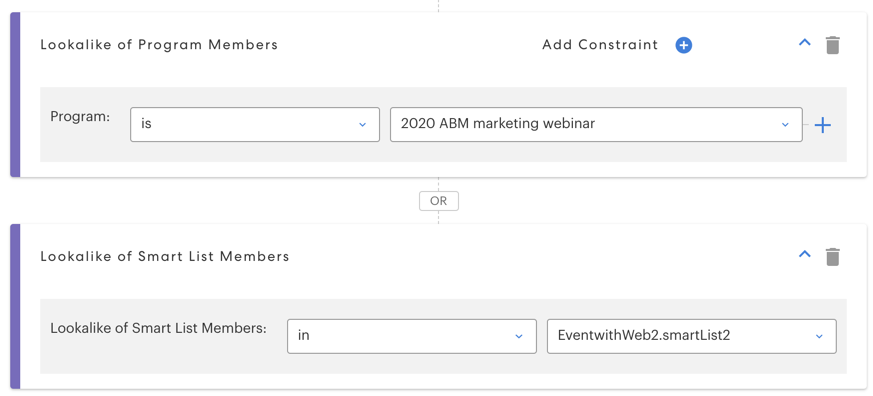 Lookalike of Program Members Add Constraint
Program: is 2020 ABM marketing webinar
OR
Lookalike of Smart List Members
Lookalike of Smart List Members: in EventwithWeb2.smartList2